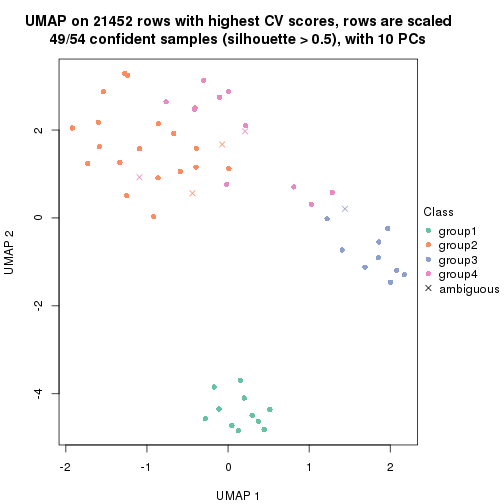 UMAP on 21452 rows with highest CV scores, rows are scaled
49/54 confident samples (silhouette > 0.5), with 10 PCs
2
0
-2
-4
UMAP 2
-2 -1 0 1 2
UMAP 1
Class
group1
group2
group3
group4
ambiguous